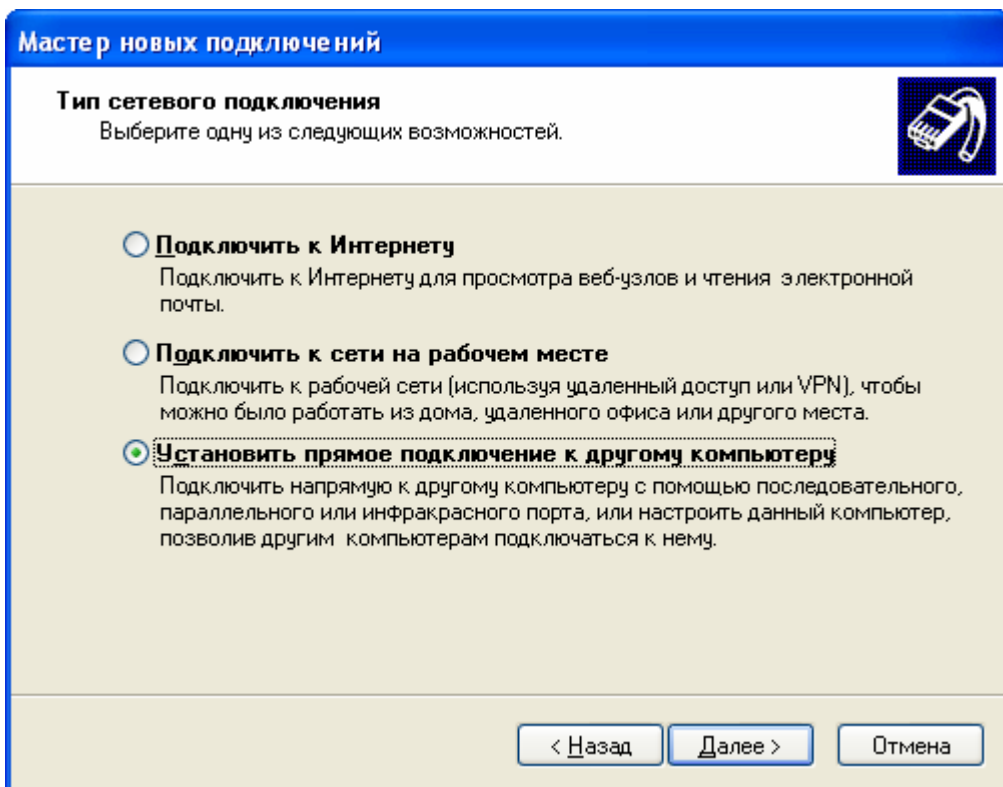 Мастер новых подключений
Тип сетевого подключения
Выберите одну из следующих возможностей.
Подключить к Интернету
Подключить к Интернету для просмотра веб-узлов и чтения электронной
почты.
Подключить к сети на рабочем месте
Подключить к рабочей сети (используя удаленный доступ или VPN), чтобы
можно было работать из дома, удаленного офиса или другого места.
Установить прямое подключение к другому компьютеру
Подключить напрямую к другому компьютеру с помощью последовательного,
параллельного или инфракрасного порта, или настроить данный компьютер,
позволив другим компьютерам подключаться к нему.
< Назад Далее > Отмена